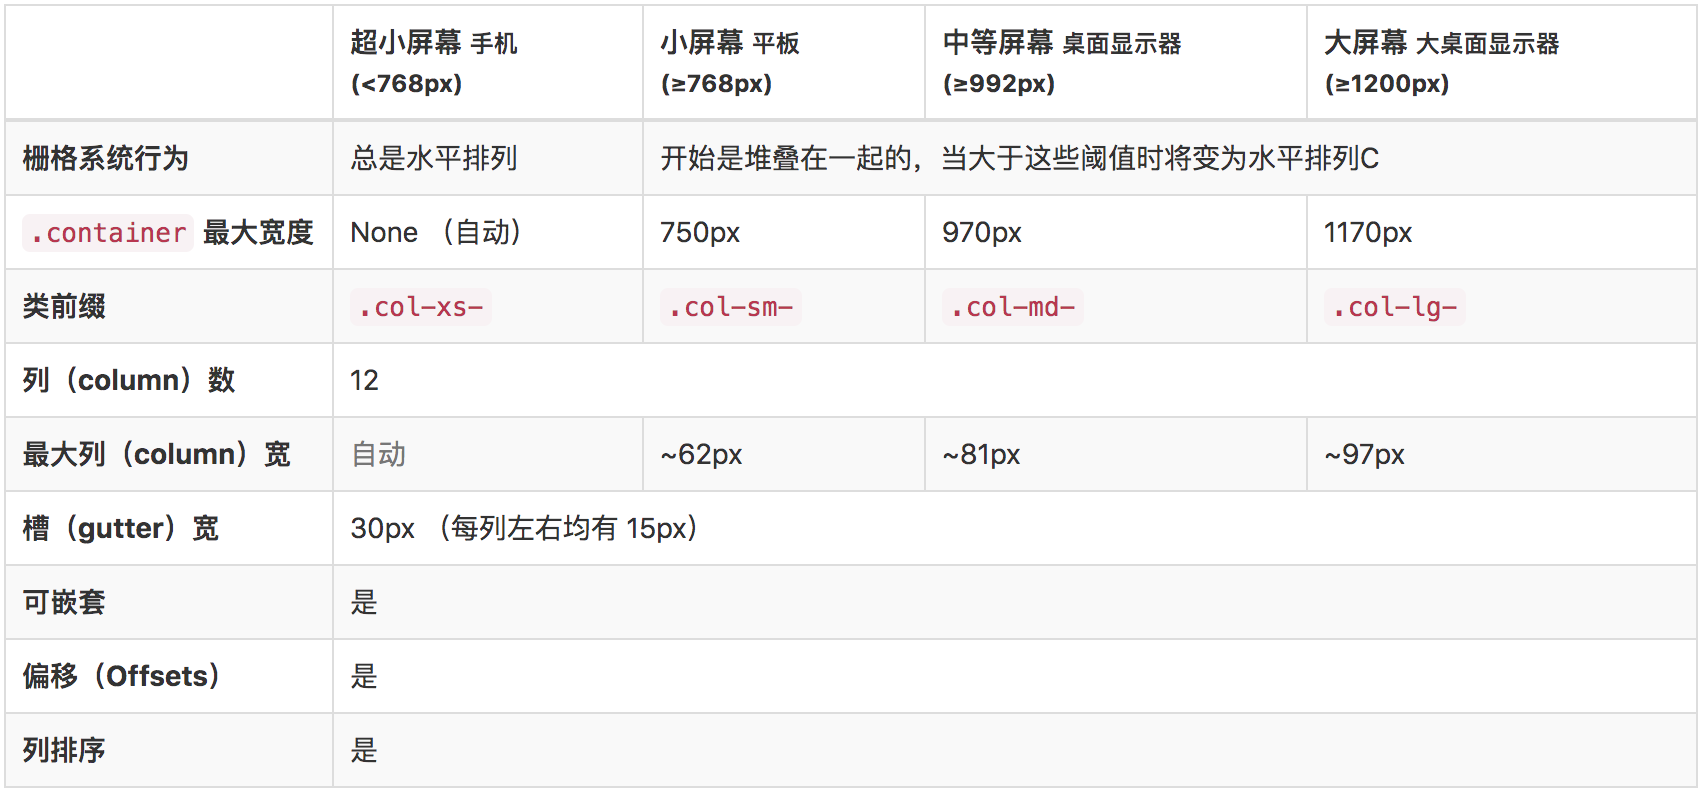 超小屏幕 手机 小屏幕 平板 中等屏幕 桌面显示器 大屏幕 大桌面显示器
(<768px) (≥768px) (≥992px) (≥1200px)
栅格系统行为 总是水平排列 开始是堆叠在一起的，当大于这些阈值时将变为水平排列C
.container 最大宽度 None （自动） 750px 970px 1170px
类前缀 .col-xs- .col-sm- .col-md- .col-lg-
列（column）数 12
最大列（column）宽 自动 ~62px ~81px ~97px
槽（gutter）宽 30px （每列左右均有 15px）
可嵌套 是
偏移（Offsets） 是
列排序 是